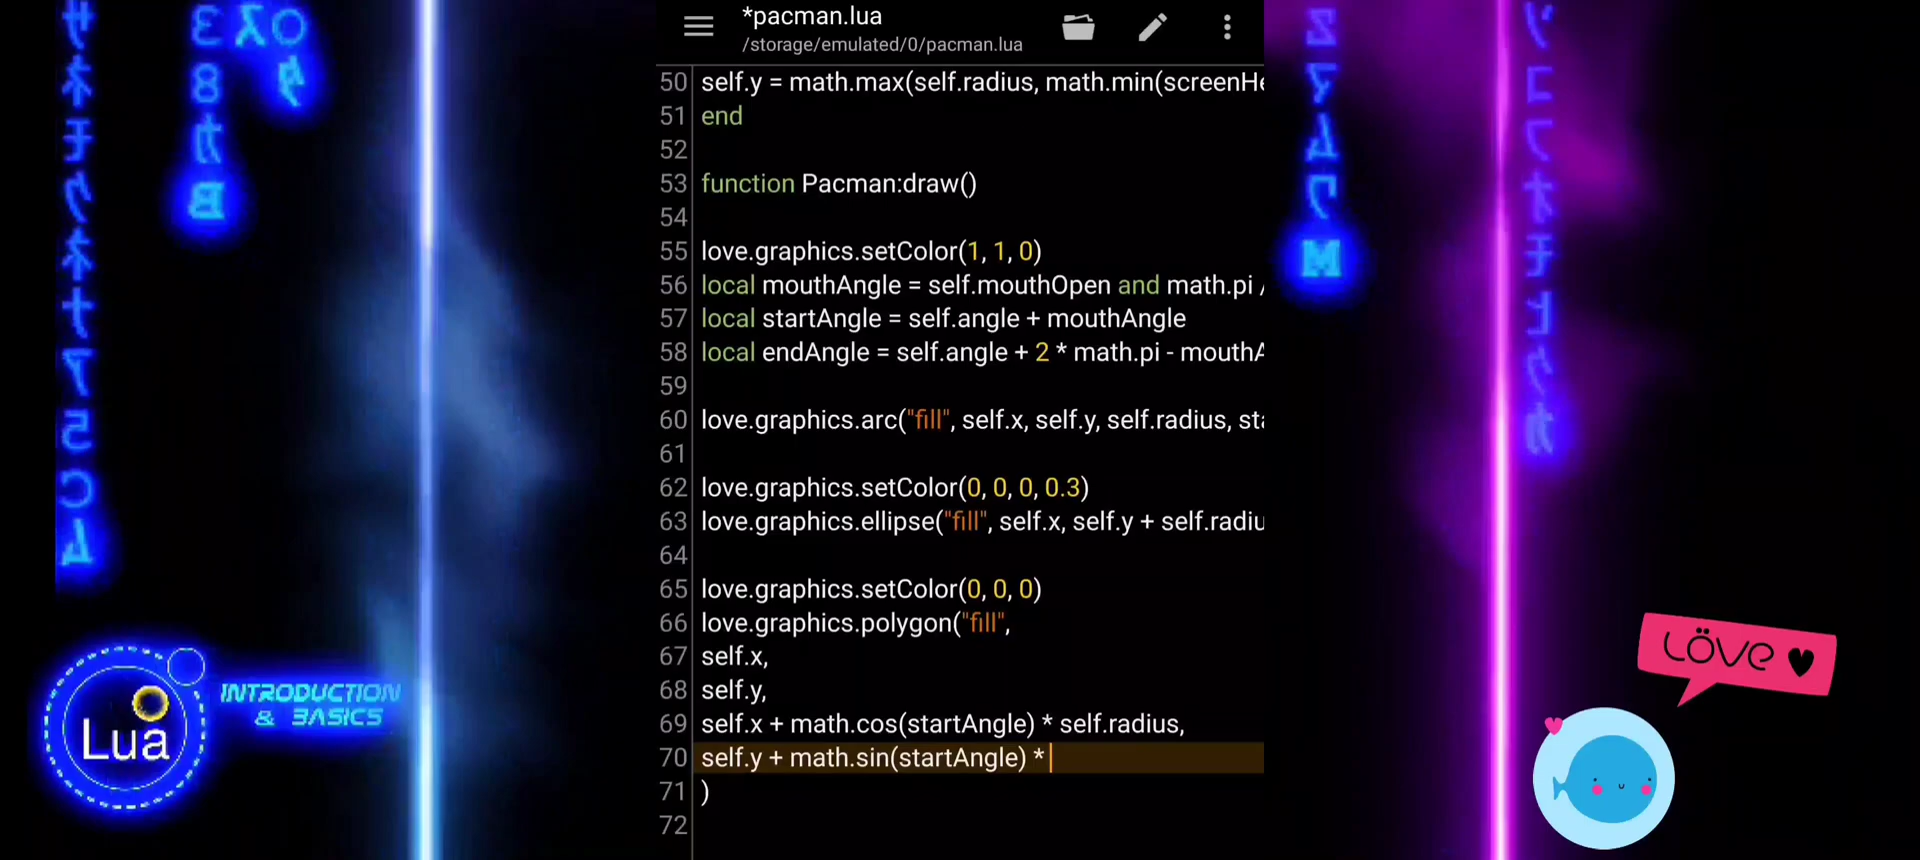 *pacman.lua
/storage/emulated/0/pacman.lua
50 self.y = math.max(self.radius, math.min(screenHe
51 end
52
53 function Pacman:draw()
54
55 love.graphics.setColor(1, 1, 0)
56 local mouthAngle = self.mouthOpen and math.pi /
57 local startAngle = self.angle + mouthAngle
58 local endAngle = self.angle + 2 * math.pi - mouthA
59
60 love.graphics.arc("fill", self.x, self.y, self.radius, sta
61
62 love.graphics.setColor(0, 0, 0, 0.3)
63 love.graphics.ellipse("fill", self.x, self.y + self.radiu
64
65 love.graphics.setColor(0, 0, 0)
66 love.graphics.polygon("fill",
67 self.x,
68 self.y,
69 self.x + math.cos(startAngle) * self.radius,
70 self.y + math.sin(startAngle) *
71 )
72
Lua
INTRODUCTION
& BASICS
LÖVE